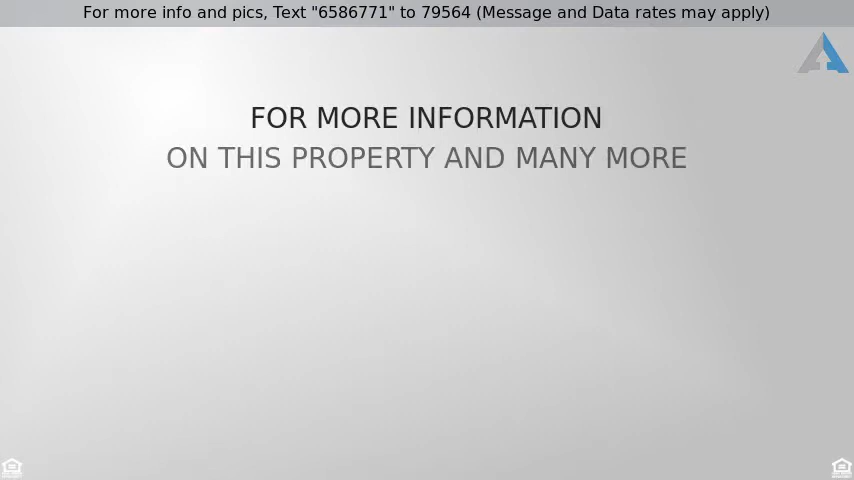 For more info and pics, Text "6586771" to 79564 (Message and Data rates may apply)
FOR MORE INFORMATION
ON THIS PROPERTY AND MANY MORE